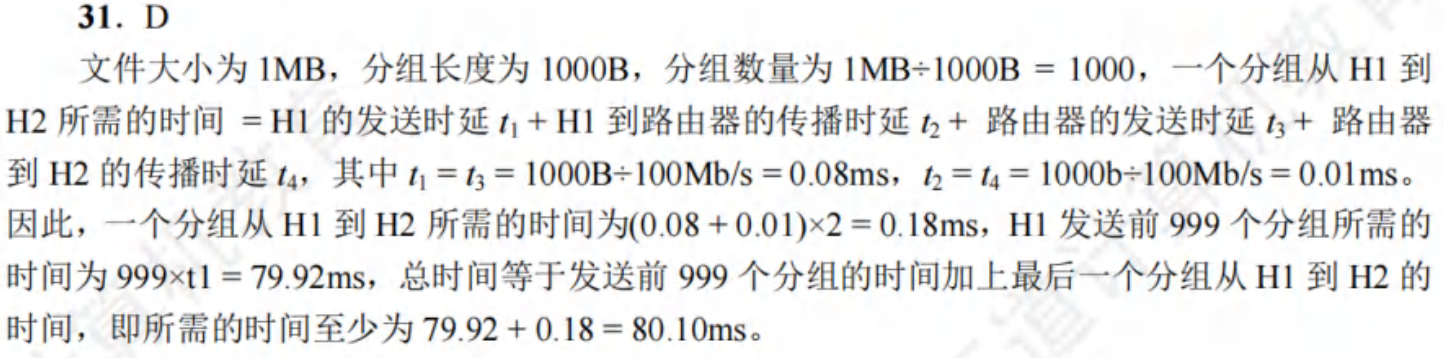 31．D
文件大小为 1MB，分组长度为 1000B，分组数量为 1MB÷1000B = 1000，一个分组从 H1 到
H2 所需的时间 = H1 的发送时延 t₁ + H1 到路由器的传播时延 t₂ + 路由器的发送时延 t₃ + 路由器
到 H2 的传播时延 t₄，其中 t₁ = t₃ = 1000B÷100Mb/s = 0.08ms，t₂ = t₄ = 1000b÷100Mb/s = 0.01ms。
因此，一个分组从 H1 到 H2 所需的时间为(0.08 + 0.01)×2 = 0.18ms，H1 发送前 999 个分组所需的
时间为 999×t1 = 79.92ms，总时间等于发送前 999 个分组的时间加上最后一个分组从 H1 到 H2 的
时间，即所需的时间至少为 79.92 + 0.18 = 80.10ms。